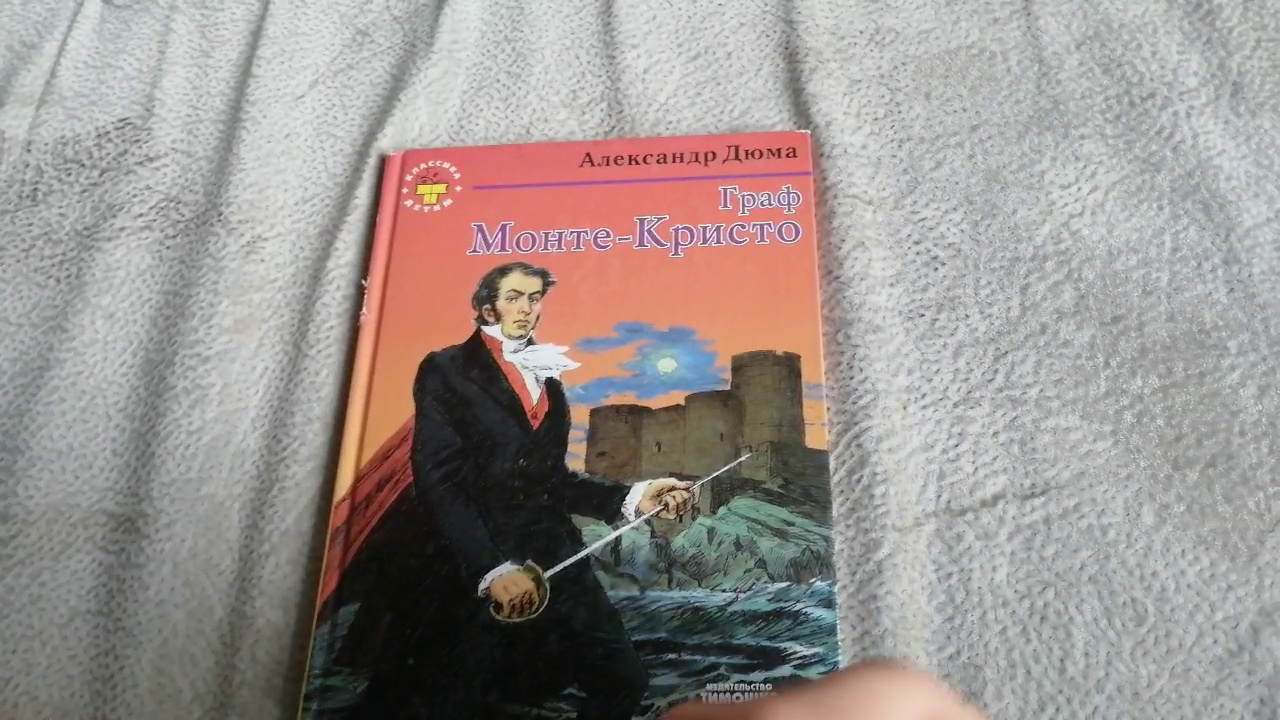 Александр Дюма
КЛАССИКА
ДЕТЯМ
Граф
Монте-Кристо
ИЗДАТЕЛЬСТВО